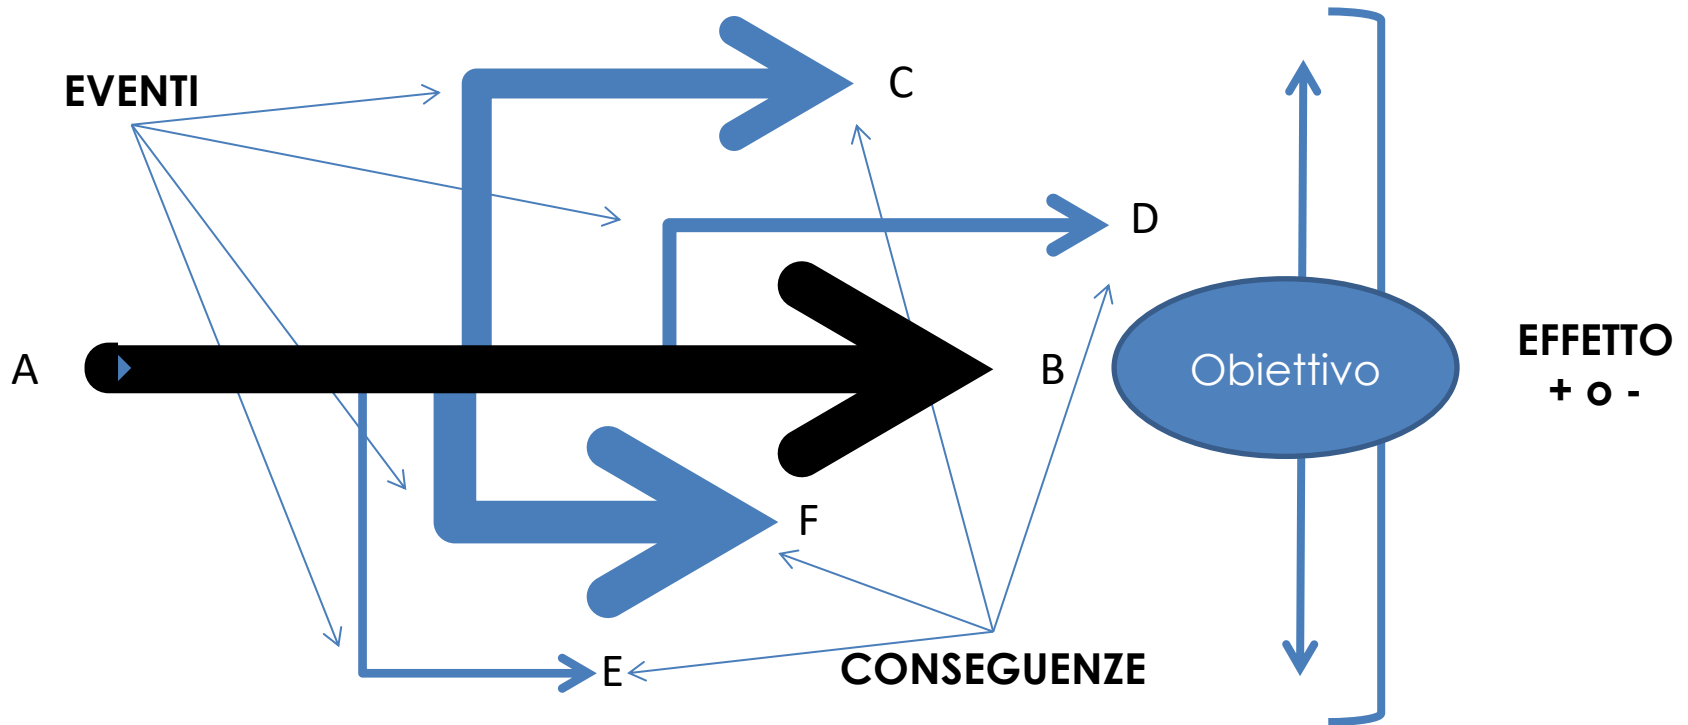 EVENTI
C
D
A
B
Obiettivo
EFFETTO
+ o -
F
E
CONSEGUENZE